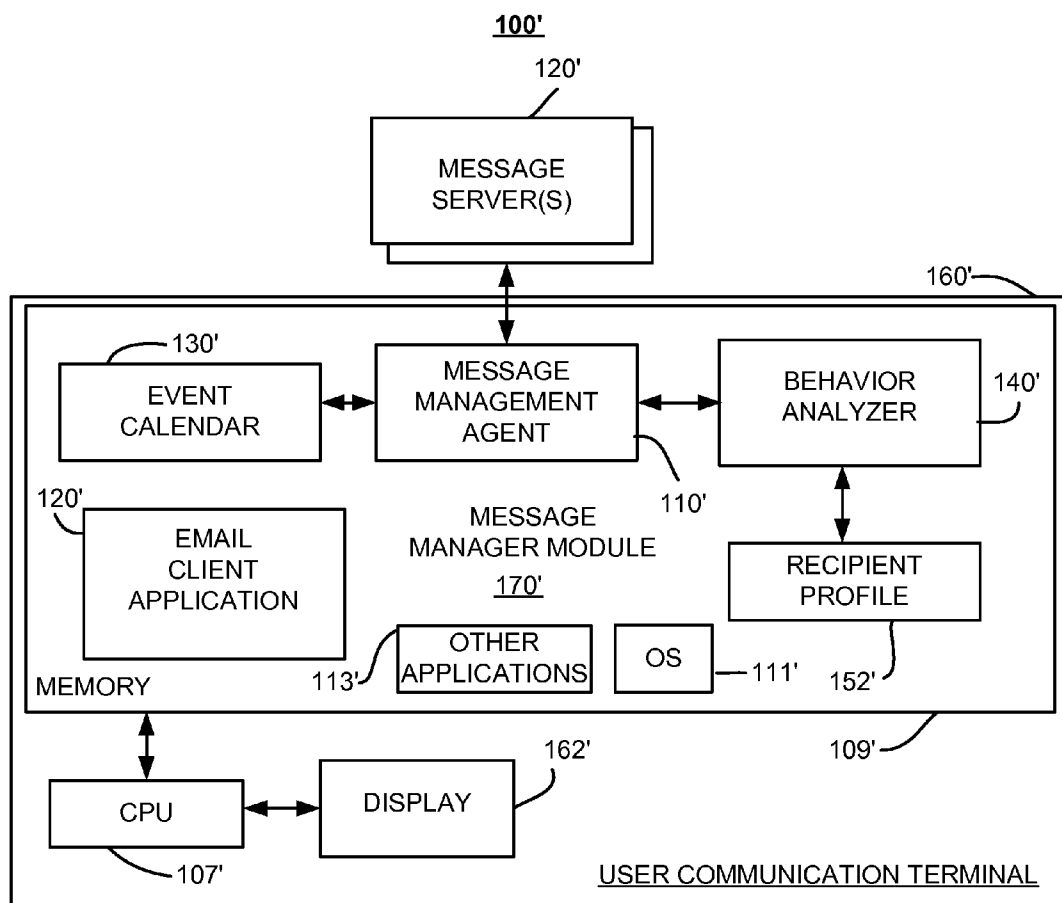 100'
120'
MESSAGE
SERVER(S)
160'
130'
EVENT
CALENDAR
MESSAGE
MANAGEMENT
AGENT
BEHAVIOR
ANALYZER
140'
110'
120'
EMAIL
CLIENT
APPLICATION
MESSAGE
MANAGER MODULE
170'
RECIPIENT
PROFILE
OTHER
APPLICATIONS
113'
OS
111'
152'
MEMORY
109'
162'
CPU
DISPLAY
107'
USER COMMUNICATION TERMINAL